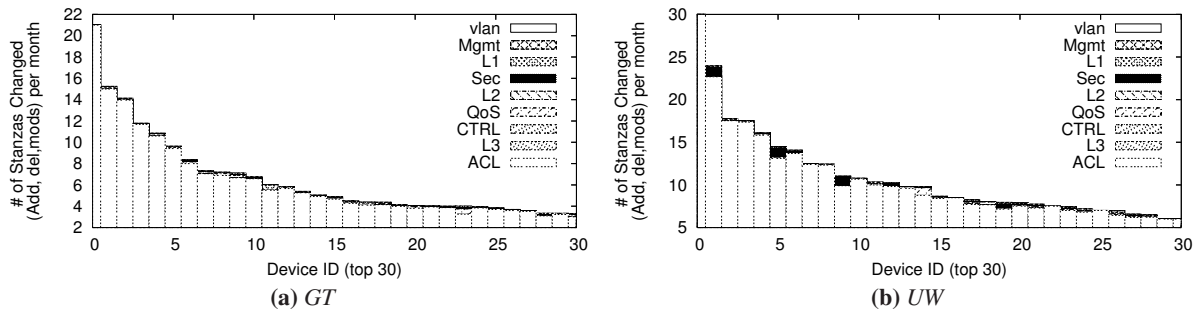 # of Stanzas Changed
(Add, del,mods) per month
22
20
18
16
14
12
10
8
6
4
2
0 5 10 15 20 25 30
Device ID (top 30)
vlan
Mgmt
L1
Sec
L2
QoS
CTRL
L3
ACL
(a) GT
# of Stanzas Changed
(Add, del,mods) per month
30
25
20
15
10
5
0 5 10 15 20 25 30
Device ID (top 30)
vlan
Mgmt
L1
Sec
L2
QoS
CTRL
L3
ACL
(b) UW